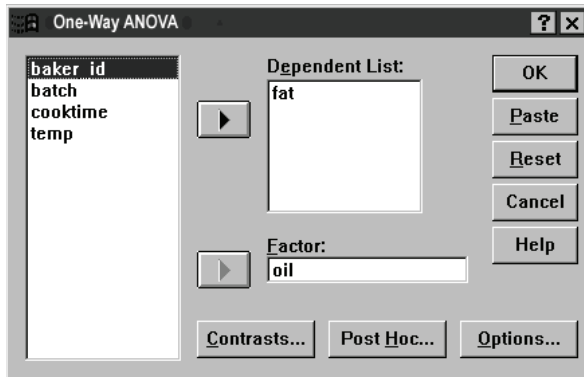 One-Way ANOVA
?
×
baker_id
batch
cooktime
temp
Dependent List:
fat
Factor:
oil
OK
Paste
Reset
Cancel
Help
Contrasts...
Post Hoc...
Options...